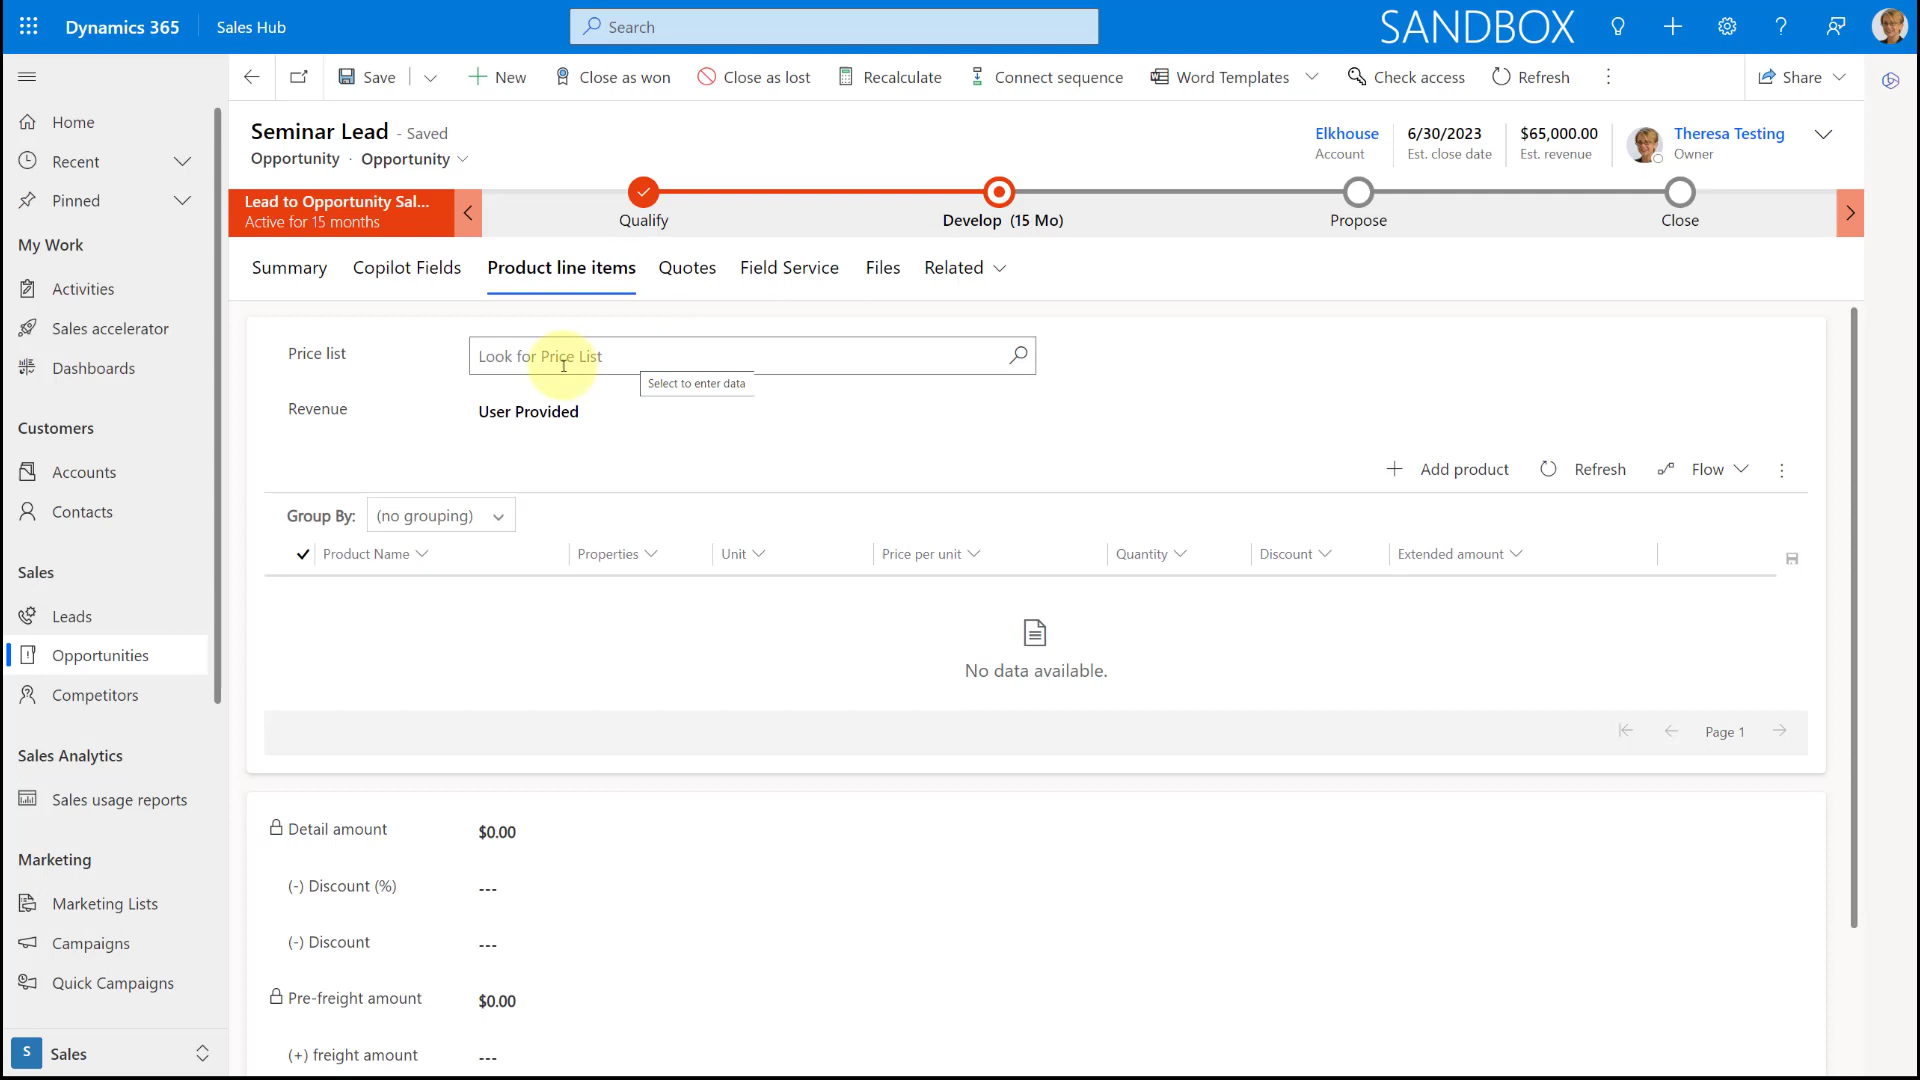 Dynamics 365
Sales Hub
Search
SANDBOX
Save
New
Close as won
Close as lost
Recalculate
Connect sequence
Word Templates
Check access
Refresh
Share
Home
Recent
Pinned
My Work
Activities
Sales accelerator
Dashboards
Customers
Accounts
Contacts
Sales
Leads
Opportunities
Competitors
Sales Analytics
Sales usage reports
Marketing
Marketing Lists
Campaigns
Quick Campaigns
S
Sales
Seminar Lead - Saved
Opportunity · Opportunity
Elkhouse
Account
6/30/2023
Est. close date
$65,000.00
Est. revenue
Theresa Testing
Owner
Lead to Opportunity Sal...
Active for 15 months
Qualify
Develop (15 Mo)
Propose
Close
Summary
Copilot Fields
Product line items
Quotes
Field Service
Files
Related
Price list
Look for Price List
Select to enter data
Revenue
User Provided
Add product
Refresh
Flow
Group By:
(no grouping)
Product Name
Properties
Unit
Price per unit
Quantity
Discount
Extended amount
No data available.
Page 1
Detail amount
$0.00
(-) Discount (%)
---
(-) Discount
---
Pre-freight amount
$0.00
(+) freight amount
---